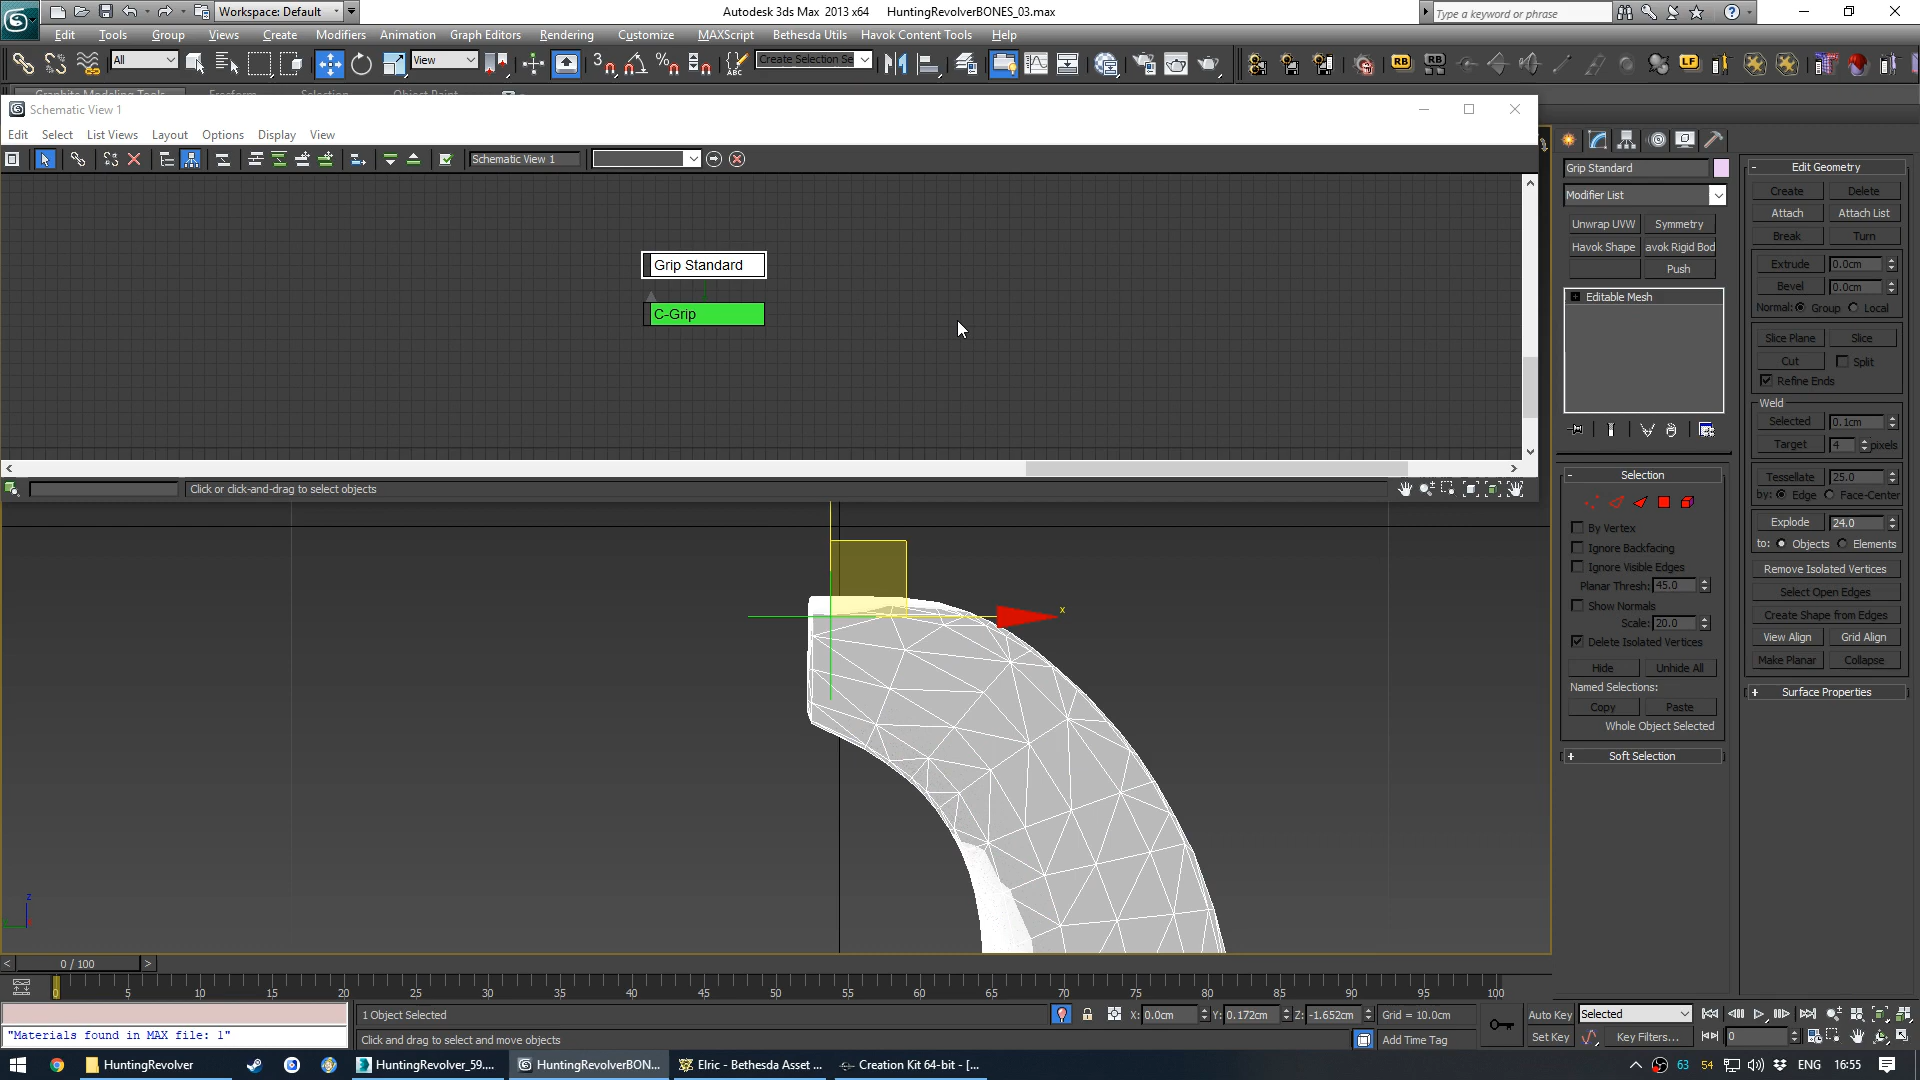 Workspace: Default
Autodesk 3ds Max 2013 x64 HuntingRevolverBONES_03.max
Type a keyword or phrase
Edit Tools Group Views Create Modifiers Animation Graph Editors Rendering Customize MAXScript Bethesda Utils Havok Content Tools Help
All View Create Selection Se RB RB LF
Schematic View 1
Edit Select List Views Layout Options Display View
Schematic View 1
Grip Standard
C-Grip
Click or click-and-drag to select objects
x
z
Grip Standard
Modifier List
Unwrap UVW Symmetry
Havok Shape avok Rigid Bod
Push
Editable Mesh
- Selection
By Vertex
Ignore Backfacing
Ignore Visible Edges
Planar Thresh: 45.0
Show Normals
Scale: 20.0
Delete Isolated Vertices
Hide Unhide All
Named Selections:
Copy Paste
Whole Object Selected
+ Soft Selection
- Edit Geometry
Create Delete
Attach Attach List
Break Turn
Extrude 0.0cm
Bevel 0.0cm
Normal: Group Local
Slice Plane Slice
Cut Split
Refine Ends
Weld
Selected 0.1cm
Target 4 pixels
Tessellate 25.0
by: Edge Face-Center
Explode 24.0
to: Objects Elements
Remove Isolated Vertices
Select Open Edges
Create Shape from Edges
View Align Grid Align
Make Planar Collapse
+ Surface Properties
< 0 / 100 >
0 5 10 15 20 25 30 35 40 45 50 55 60 65 70 75 80 85 90 95 100
1 Object Selected X: 0.0cm Y: 0.172cm Z: -1.652cm Grid = 10.0cm Auto Key Selected
"Materials found in MAX file: 1"
Click and drag to select and move objects Add Time Tag Set Key Key Filters... 0
HuntingRevolver HuntingRevolver_59.... HuntingRevolverBON... Elric - Bethesda Asset ... Creation Kit 64-bit - [... 63 54 ENG 16:55